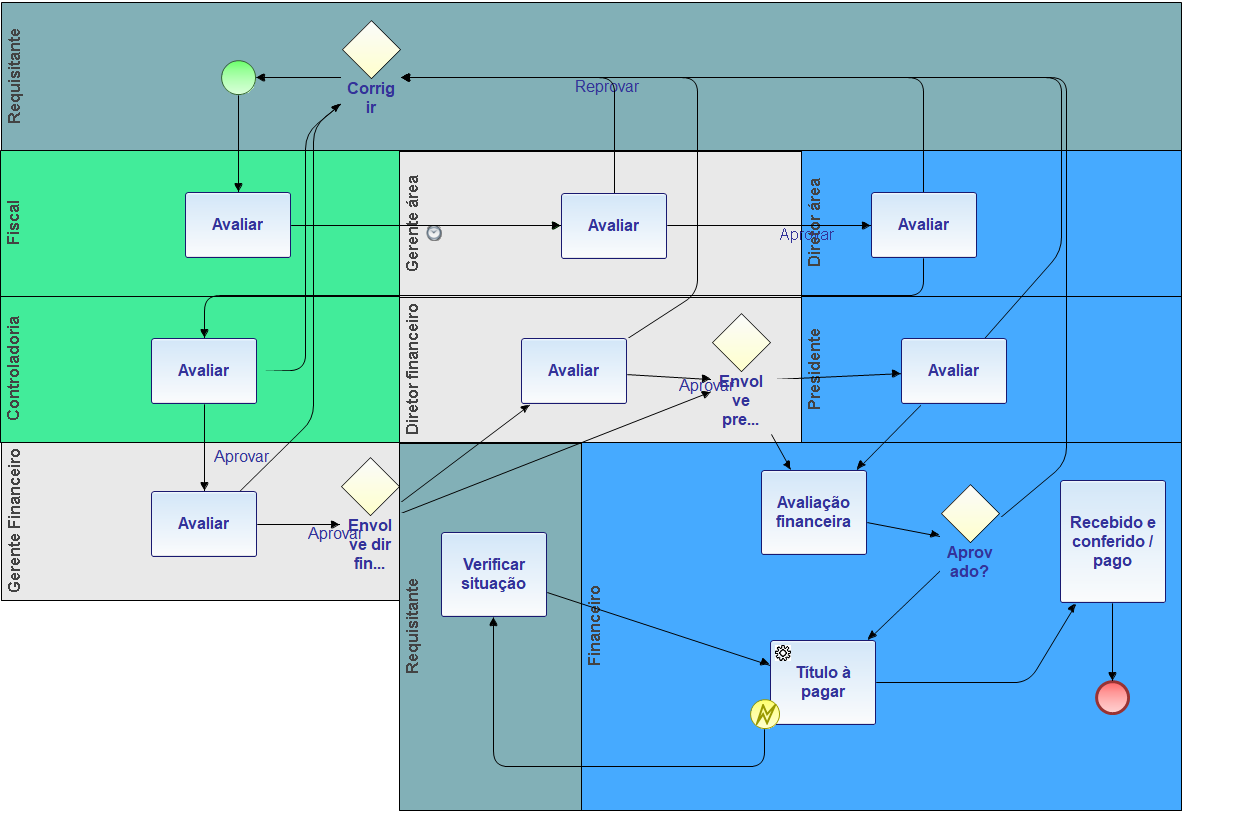 Requisitante
Corrig
ir
Reprovar
Fiscal
Avaliar
Gerente área
Avaliar
Aprovar
Diretor área
Avaliar
Controladoria
Avaliar
Diretor financeiro
Avaliar
Aprovar
Envol
ve
pre...
Presidente
Avaliar
Aprovar
Gerente Financeiro
Avaliar
Aprovar
Envol
ve dir
fin...
Requisitante
Verificar
situação
Financeiro
Avaliação
financeira
Aprov
ado?
Recebido e
conferido /
pago
Título à
pagar